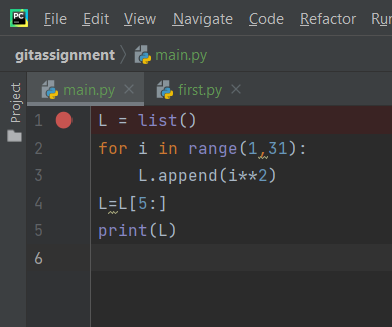 PC File Edit View Navigate Code Refactor Ru
gitassignment main.py
main.py first.py
Project
1 L = list()
2 for i in range(1,31):
3 L.append(i**2)
4 L=L[5:]
5 print(L)
6